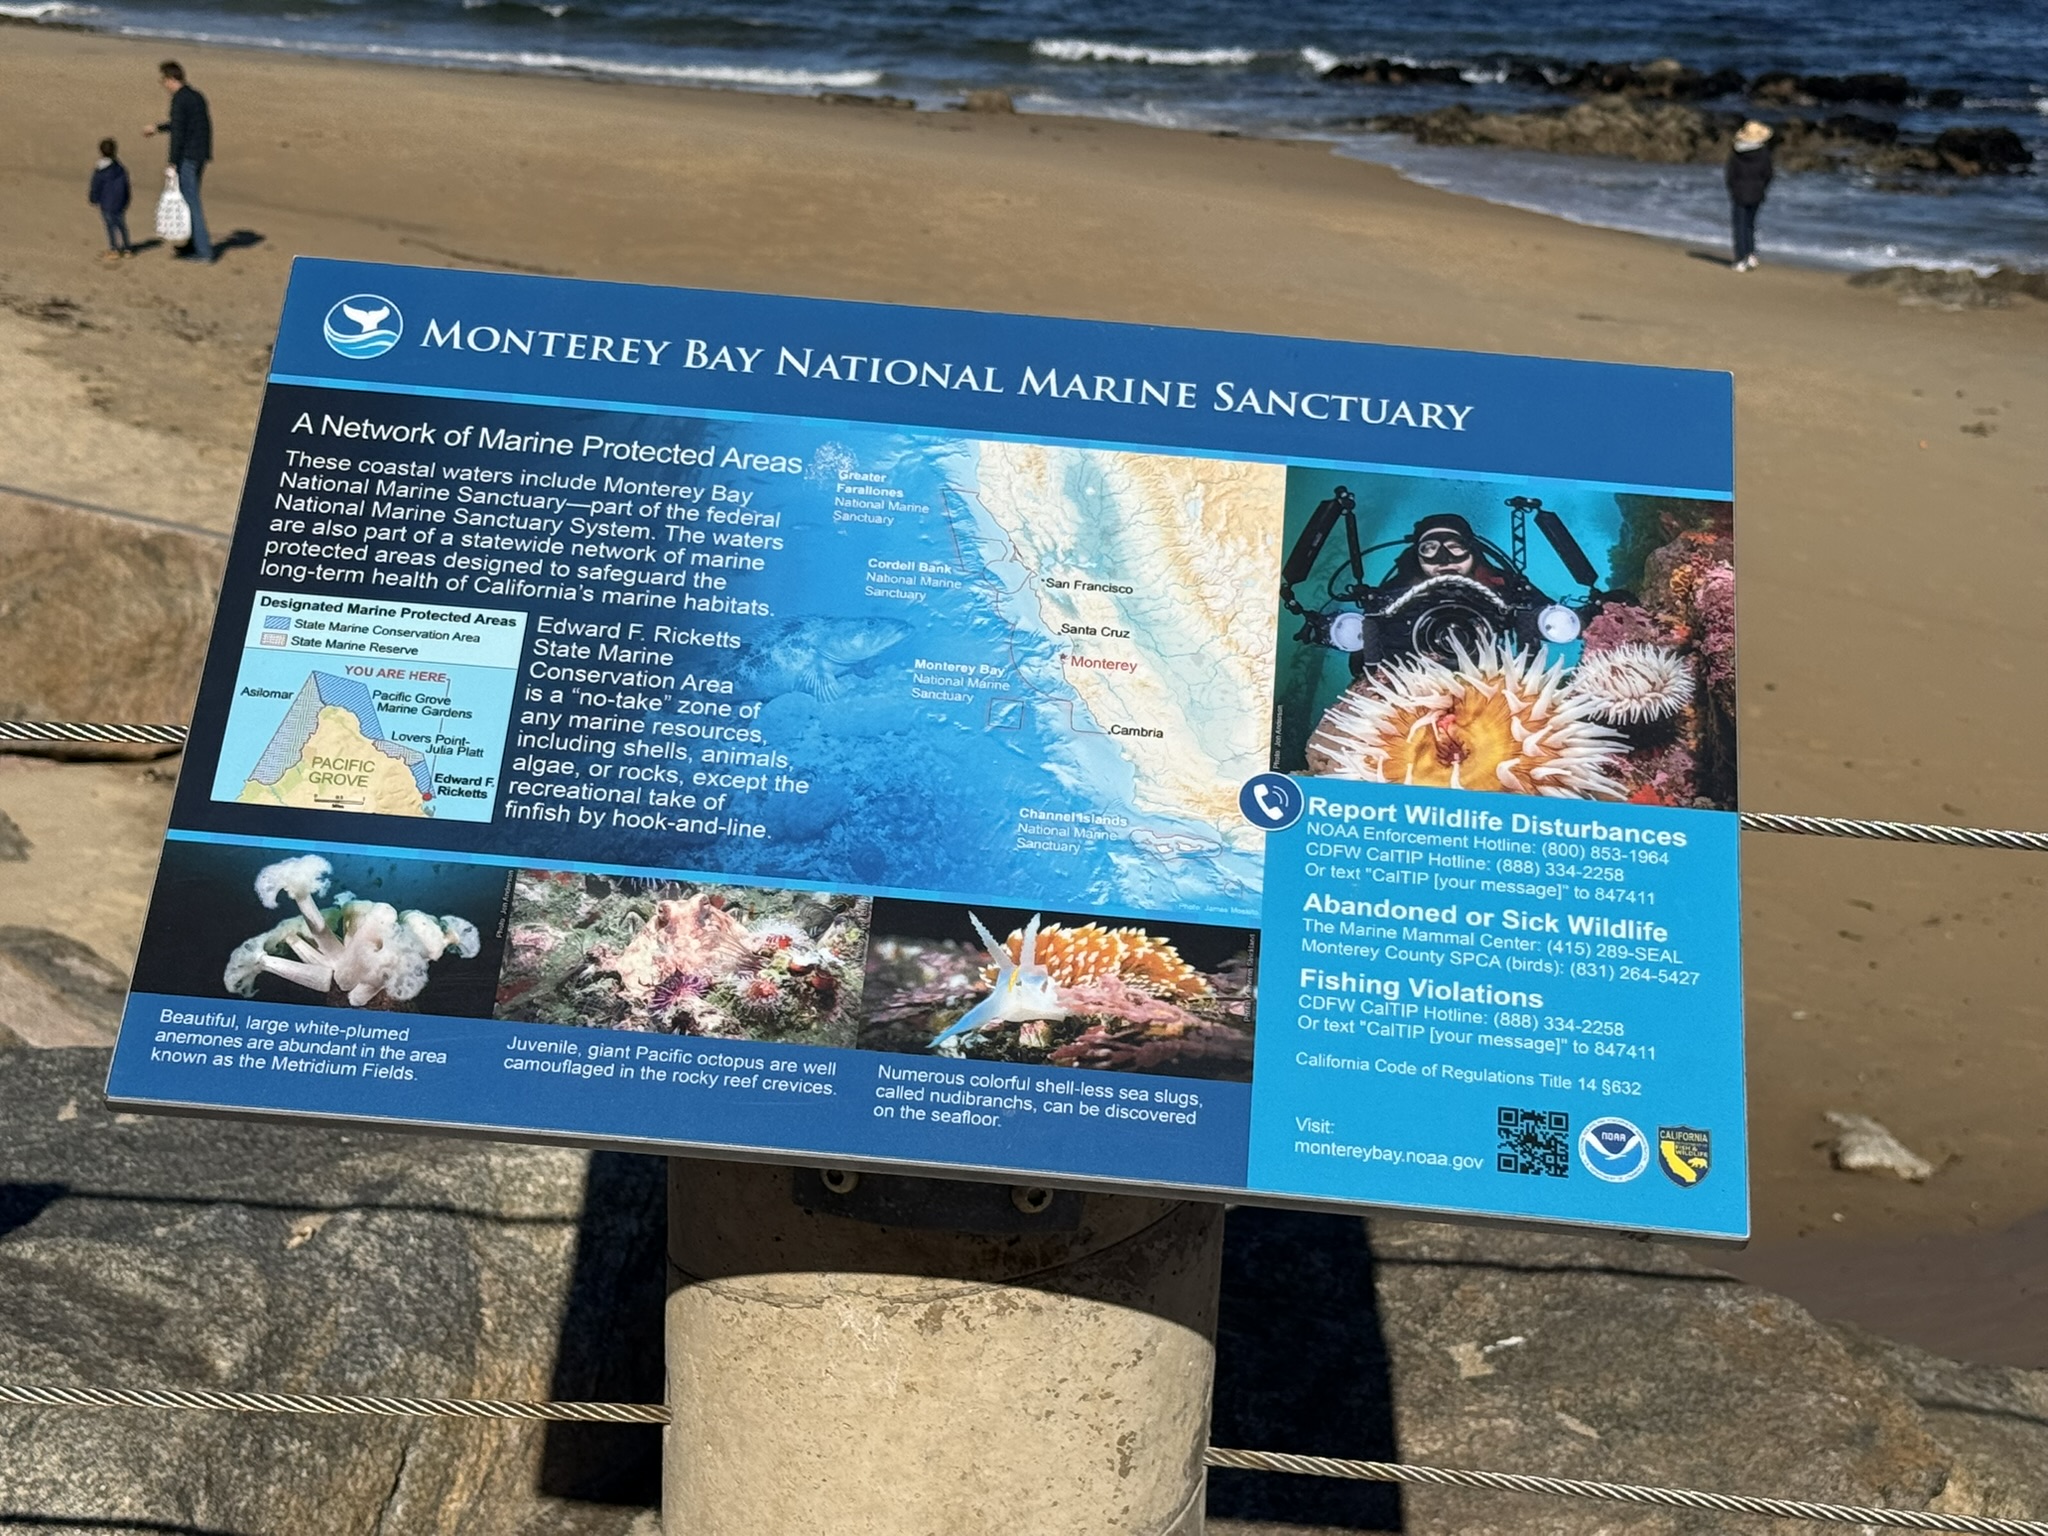 MONTEREY BAY NATIONAL MARINE SANCTUARY
A Network of Marine Protected Areas
These coastal waters include Monterey Bay
National Marine Sanctuary—part of the federal
National Marine Sanctuary System. The waters
are also part of a statewide network of marine
protected areas designed to safeguard the
long-term health of California's marine habitats.
Designated Marine Protected Areas
State Marine Conservation Area
State Marine Reserve
YOU ARE HERE
Asilomar
Pacific Grove
Marine Gardens
Lovers Point-
Julia Platt
PACIFIC
GROVE
Edward F.
Ricketts
Edward F. Ricketts
State Marine
Conservation Area
is a "no-take" zone of
any marine resources,
including shells, animals,
algae, or rocks, except the
recreational take of
finfish by hook-and-line.
Greater
Farallones
National Marine
Sanctuary
Cordell Bank
National Marine
Sanctuary
San Francisco
Santa Cruz
Monterey
Monterey Bay
National Marine
Sanctuary
Cambria
Channel Islands
National Marine
Sanctuary
Photo: Jon Anderson
Report Wildlife Disturbances
NOAA Enforcement Hotline: (800) 853-1964
CDFW CalTIP Hotline: (888) 334-2258
Or text "CalTIP [your message]" to 847411
Abandoned or Sick Wildlife
The Marine Mammal Center: (415) 289-SEAL
Monterey County SPCA (birds): (831) 264-5427
Fishing Violations
CDFW CalTIP Hotline: (888) 334-2258
Or text "CalTIP [your message]" to 847411
California Code of Regulations Title 14 §632
Visit:
montereybay.noaa.gov
NOAA
CALIFORNIA
FISH &
WILDLIFE
Photo: Jon Anderson
Beautiful, large white-plumed
anemones are abundant in the area
known as the Metridium Fields.
Juvenile, giant Pacific octopus are well
camouflaged in the rocky reef crevices.
Numerous colorful shell-less sea slugs,
called nudibranchs, can be discovered
on the seafloor.